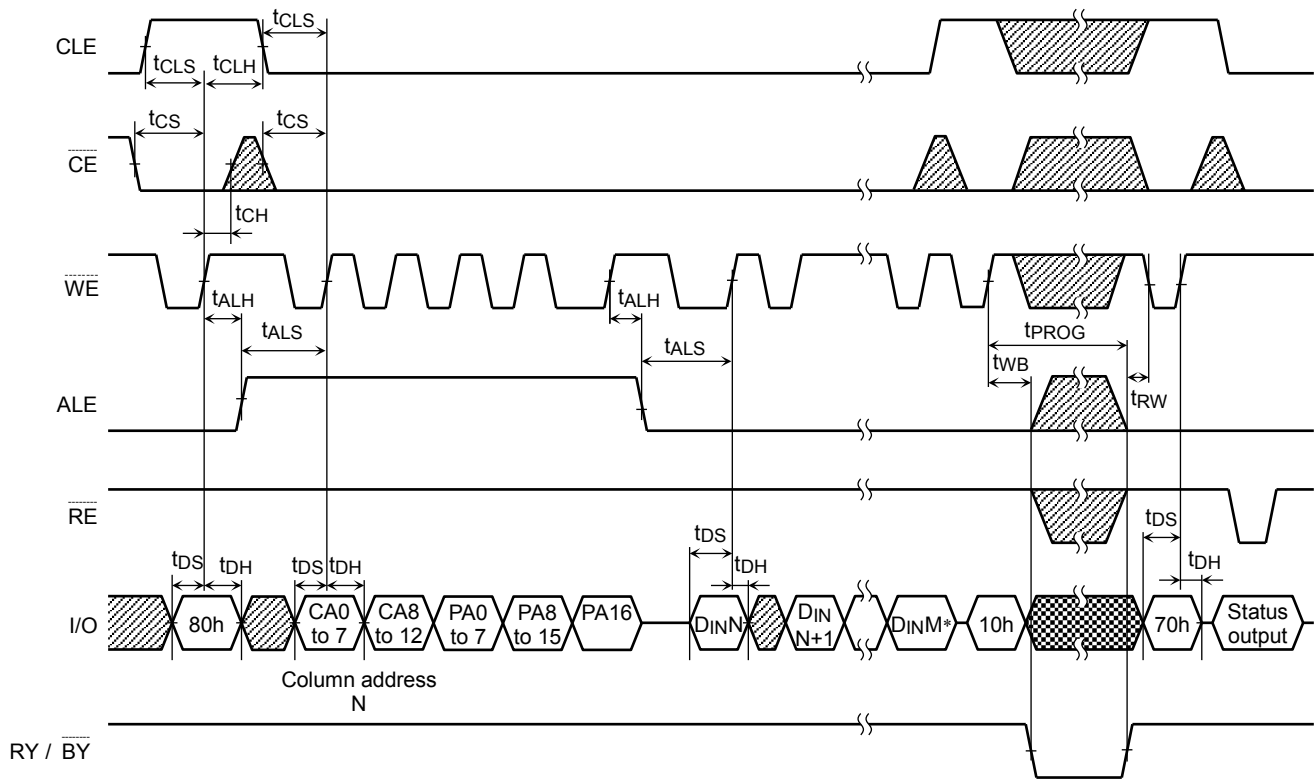 tCLS
CLE
tCLS tCLH
tCS tCS
CE
tCH
WE
tALH tALH
tALS tALS
tPROG
tWB
ALE
tRW
RE
tDS tDH tDS tDH tDS tDH tDS tDH
I/O
80h
CA0 to 7
CA8 to 12
PA0 to 7
PA8 to 15
PA16
DINN
DIN N+1
DINM*
10h
70h
Status output
Column address
N
RY / BY